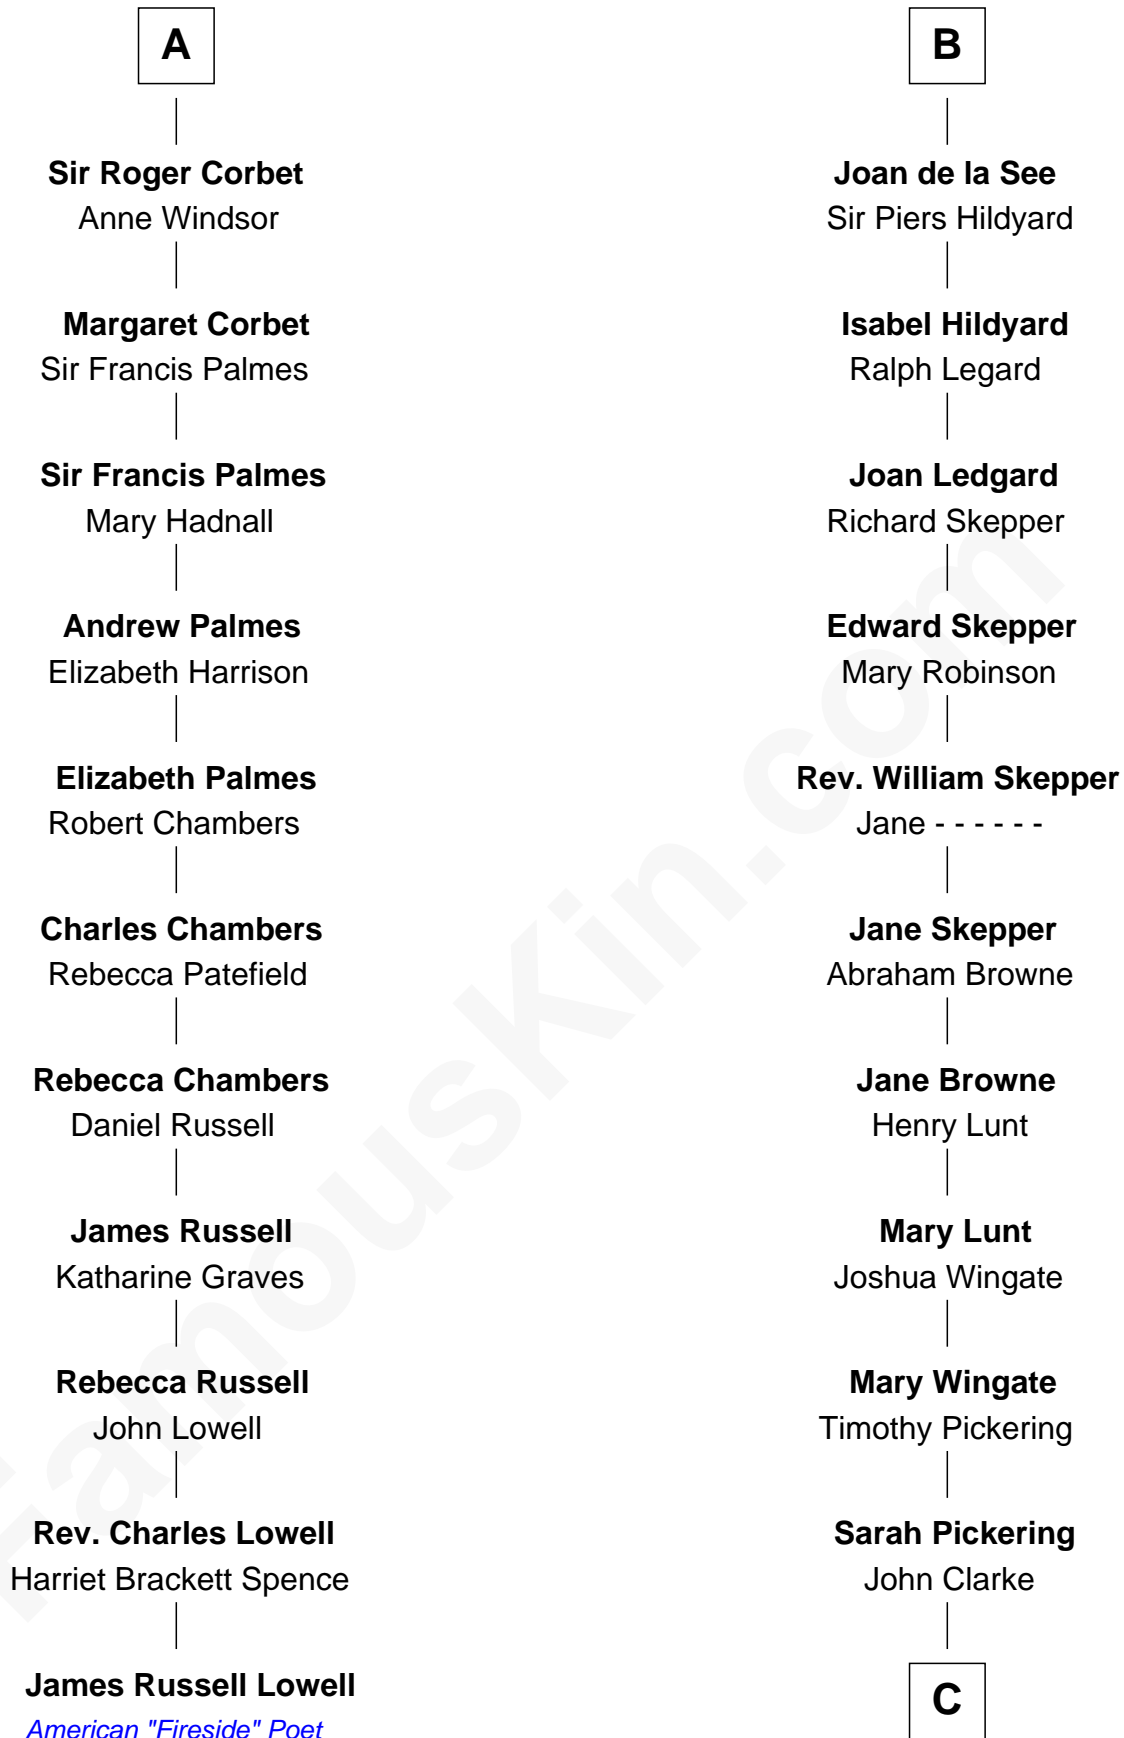 A
Sir Roger Corbet
Anne Windsor
Margaret Corbet
Sir Francis Palmes
Sir Francis Palmes
Mary Hadnall
Andrew Palmes
Elizabeth Harrison
Elizabeth Palmes
Robert Chambers
Charles Chambers
Rebecca Patefield
Rebecca Chambers
Daniel Russell
James Russell
Katharine Graves
Rebecca Russell
John Lowell
Rev. Charles Lowell
Harriet Brackett Spence
James Russell Lowell
American "Fireside" Poet
B
Joan de la See
Sir Piers Hildyard
Isabel Hildyard
Ralph Legard
Joan Ledgard
Richard Skepper
Edward Skepper
Mary Robinson
Rev. William Skepper
Jane - - - - - -
Jane Skepper
Abraham Browne
Jane Browne
Henry Lunt
Mary Lunt
Joshua Wingate
Mary Wingate
Timothy Pickering
Sarah Pickering
John Clarke
C
FamousKin.com